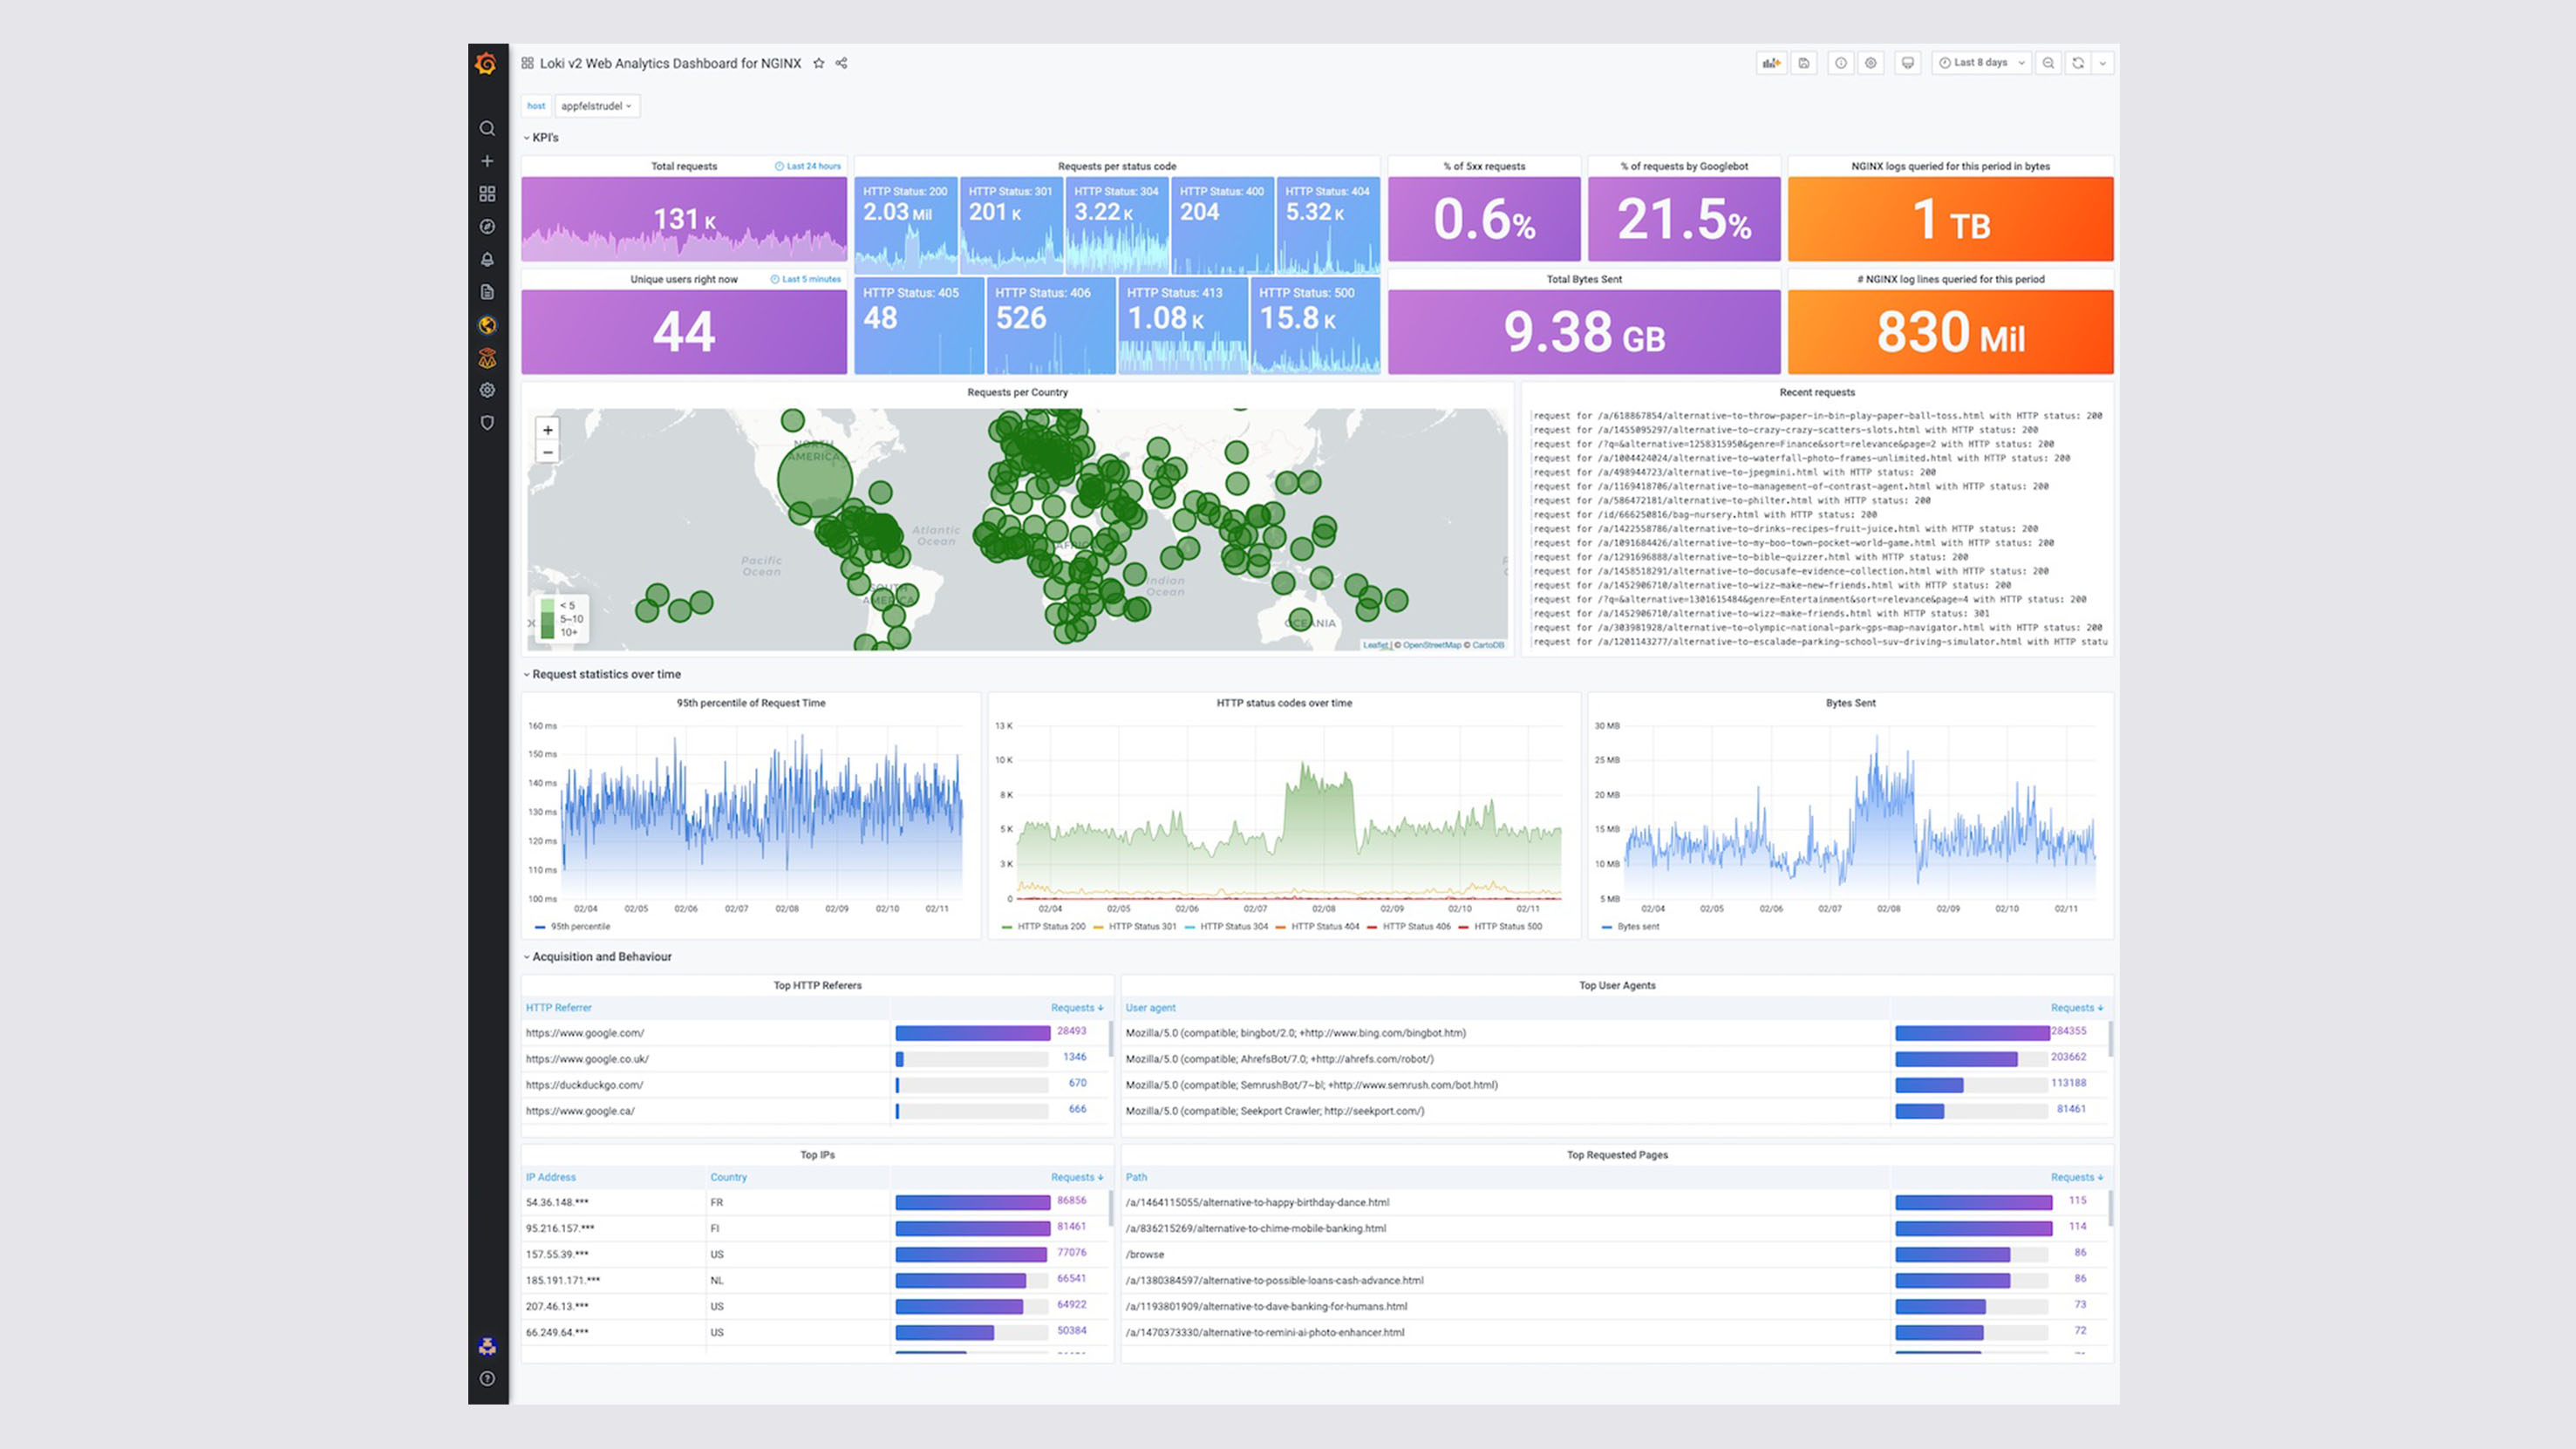 Loki v2 Web Analytics Dashboard for NGINX
Last 8 days
host appfelstrudel
KPI's
Total requests Last 24 hours
131 K
Unique users right now Last 5 minutes
44
Requests per status code
HTTP Status: 200
2.03 Mil
HTTP Status: 301
201 K
HTTP Status: 304
3.22 K
HTTP Status: 400
204
HTTP Status: 404
5.32 K
HTTP Status: 405
48
HTTP Status: 406
526
HTTP Status: 413
1.08 K
HTTP Status: 500
15.8 K
% of 5xx requests
0.6%
% of requests by Googlebot
21.5%
NGINX logs queried for this period in bytes
1 TB
Total Bytes Sent
9.38 GB
# NGINX log lines queried for this period
830 Mil
Requests per Country
+
−
NORTH
AMERICA
Atlantic
Ocean
Pacific
Ocean
AFRICA
Indian
Ocean
SOUTH
AMERICA
OCEANIA
< 5
5–10
10+
Leaflet | © OpenStreetMap © CartoDB
Recent requests
request for /a/618867854/alternative-to-throw-paper-in-bin-play-paper-ball-toss.html with HTTP status: 200
request for /a/1455095297/alternative-to-crazy-crazy-scatters-slots.html with HTTP status: 200
request for /?q=&alternative=1258315950&genre=Finance&sort=relevance&page=2 with HTTP status: 200
request for /a/1004424024/alternative-to-waterfall-photo-frames-unlimited.html with HTTP status: 200
request for /a/498944723/alternative-to-jpegmini.html with HTTP status: 200
request for /a/1169418706/alternative-to-management-of-contrast-agent.html with HTTP status: 200
request for /a/586472181/alternative-to-philter.html with HTTP status: 200
request for /id/666250816/bag-nursery.html with HTTP status: 200
request for /a/1422558786/alternative-to-drinks-recipes-fruit-juice.html with HTTP status: 200
request for /a/1091684426/alternative-to-my-boo-town-pocket-world-game.html with HTTP status: 200
request for /a/1291696888/alternative-to-bible-quizzer.html with HTTP status: 200
request for /a/1458518291/alternative-to-docusafe-evidence-collection.html with HTTP status: 200
request for /a/1452906710/alternative-to-wizz-make-new-friends.html with HTTP status: 200
request for /?q=&alternative=1301615484&genre=Entertainment&sort=relevance&page=4 with HTTP status: 200
request for /a/1452906710/alternative-to-wizz-make-friends.html with HTTP status: 301
request for /a/303981928/alternative-to-olympic-national-park-gps-map-navigator.html with HTTP status: 200
request for /a/1201143277/alternative-to-escalade-parking-school-suv-driving-simulator.html with HTTP statu
Request statistics over time
95th percentile of Request Time
160 ms
150 ms
140 ms
130 ms
120 ms
110 ms
100 ms
02/04 02/05 02/06 02/07 02/08 02/09 02/10 02/11
95th percentile
HTTP status codes over time
13 K
10 K
8 K
5 K
3 K
0
02/04 02/05 02/06 02/07 02/08 02/09 02/10 02/11
HTTP Status 200 HTTP Status 301 HTTP Status 304 HTTP Status 404 HTTP Status 406 HTTP Status 500
Bytes Sent
30 MB
25 MB
20 MB
15 MB
10 MB
5 MB
02/04 02/05 02/06 02/07 02/08 02/09 02/10 02/11
Bytes sent
Acquisition and Behaviour
Top HTTP Referers
HTTP Referrer Requests
https://www.google.com/ 28493
https://www.google.co.uk/ 1346
https://duckduckgo.com/ 670
https://www.google.ca/ 666
Top User Agents
User agent Requests
Mozilla/5.0 (compatible; bingbot/2.0; +http://www.bing.com/bingbot.htm) 284355
Mozilla/5.0 (compatible; AhrefsBot/7.0; +http://ahrefs.com/robot/) 203662
Mozilla/5.0 (compatible; SemrushBot/7~bl; +http://www.semrush.com/bot.html) 113188
Mozilla/5.0 (compatible; Seekport Crawler; http://seekport.com/) 81461
Top IPs
IP Address Country Requests
54.36.148.*** FR 86856
95.216.157.*** FI 81461
157.55.39.*** US 77076
185.191.171.*** NL 66541
207.46.13.*** US 64922
66.249.64.*** US 50384
Top Requested Pages
Path Requests
/a/1464115055/alternative-to-happy-birthday-dance.html 115
/a/836215269/alternative-to-chime-mobile-banking.html 114
/browse 86
/a/1380384597/alternative-to-possible-loans-cash-advance.html 86
/a/1193801909/alternative-to-dave-banking-for-humans.html 73
/a/1470373330/alternative-to-remini-ai-photo-enhancer.html 72